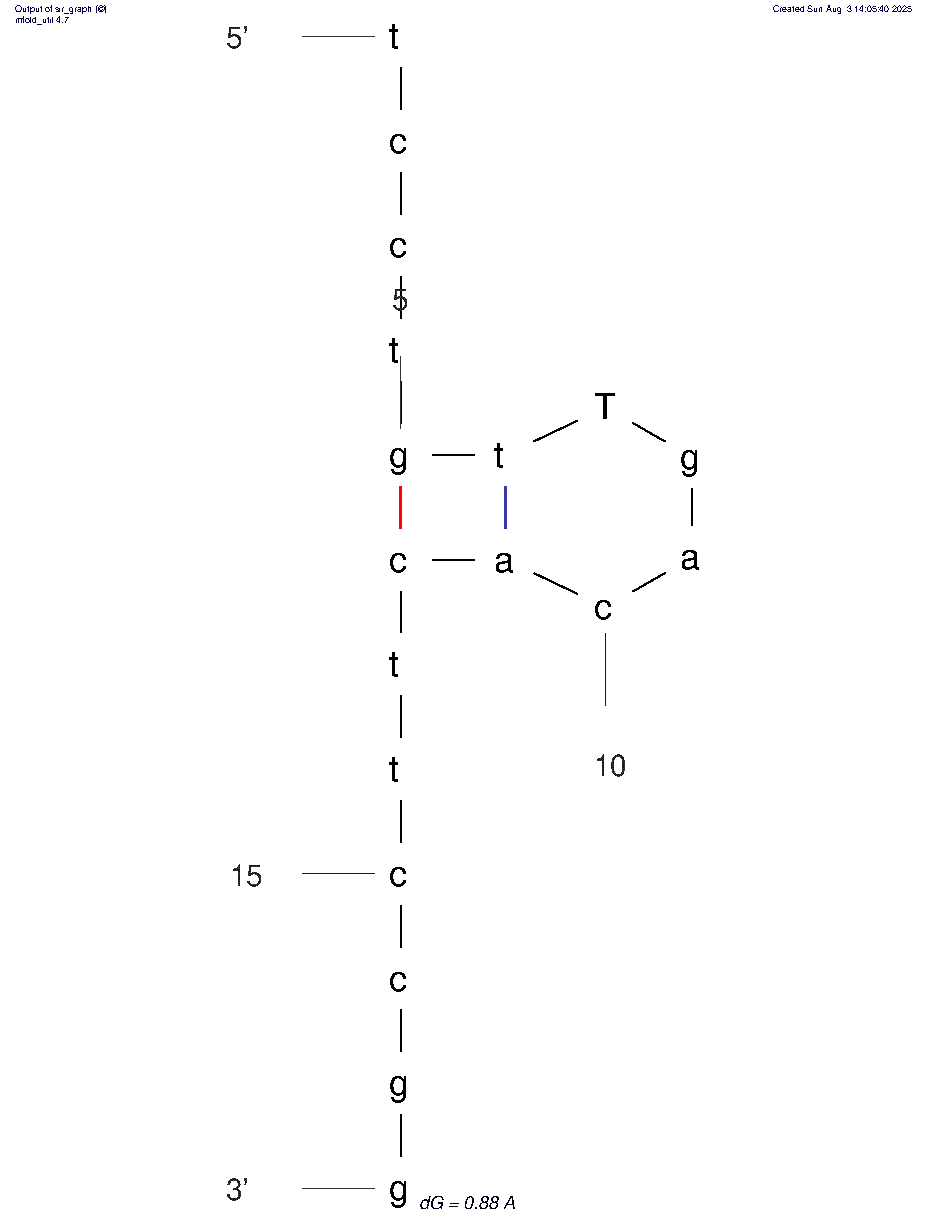 Output of sir_graph (©)
mfold_util 4.7
Created Sun Aug 3 14:05:40 2025
5' t
c
c
5
t
T
g t g
c a a
c
t
t
10
15 c
c
g
3' g dG = 0.88 A